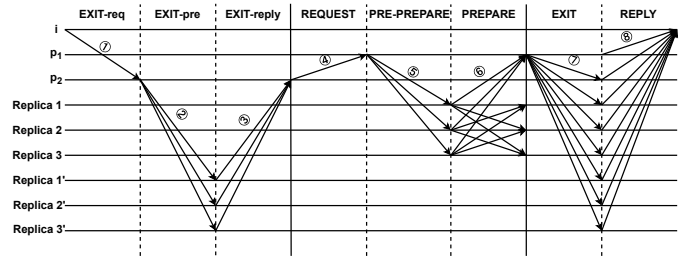 EXIT-req EXIT-pre EXIT-reply REQUEST PRE-PREPARE PREPARE EXIT REPLY
i
① ⑧
p₁
④ ⑤ ⑥ ⑦
p₂
Replica 1
② ③
Replica 2
Replica 3
Replica 1'
Replica 2'
Replica 3'